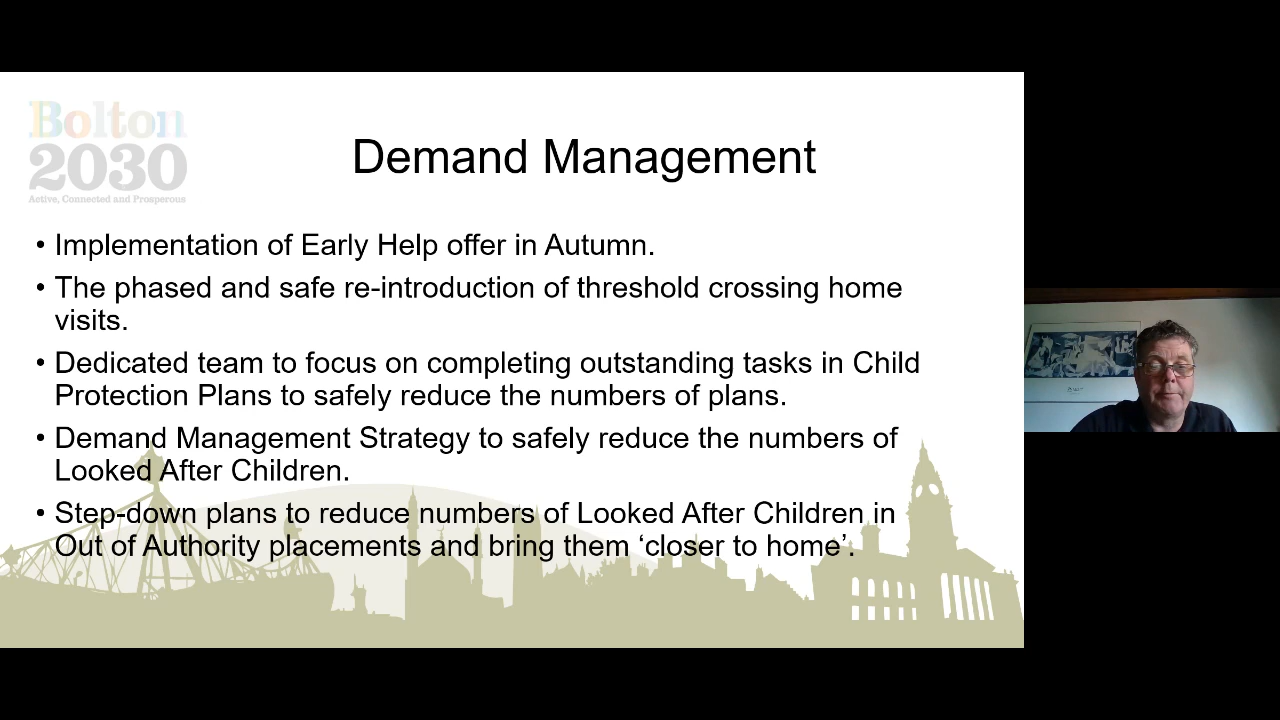 Bolton
2030
Active, Connected and Prosperous
Demand Management
• Implementation of Early Help offer in Autumn.
• The phased and safe re-introduction of threshold crossing home
visits.
• Dedicated team to focus on completing outstanding tasks in Child
Protection Plans to safely reduce the numbers of plans.
• Demand Management Strategy to safely reduce the numbers of
Looked After Children.
• Step-down plans to reduce numbers of Looked After Children in
Out of Authority placements and bring them ‘closer to home’.